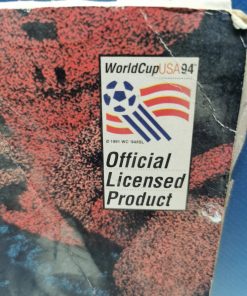 WorldCupUSA94
© 1991 WC '94/ISL
Official
Licensed
Product